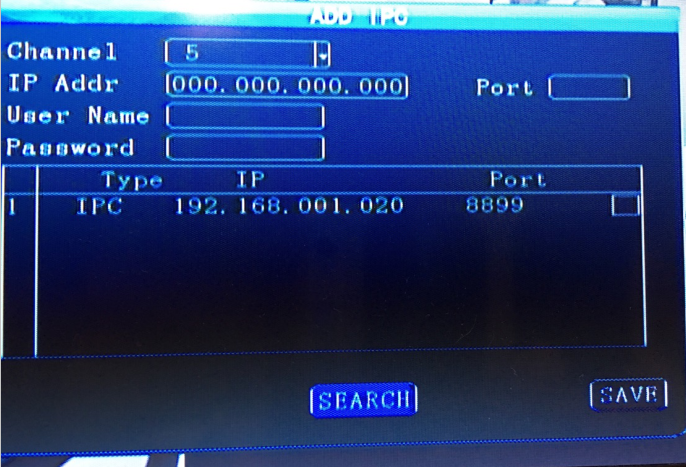 ADD IPC
Channel 5
IP Addr 000.000.000.000 Port
User Name
Password
Type IP Port
1 IPC 192.168.001.020 8899
SEARCH SAVE